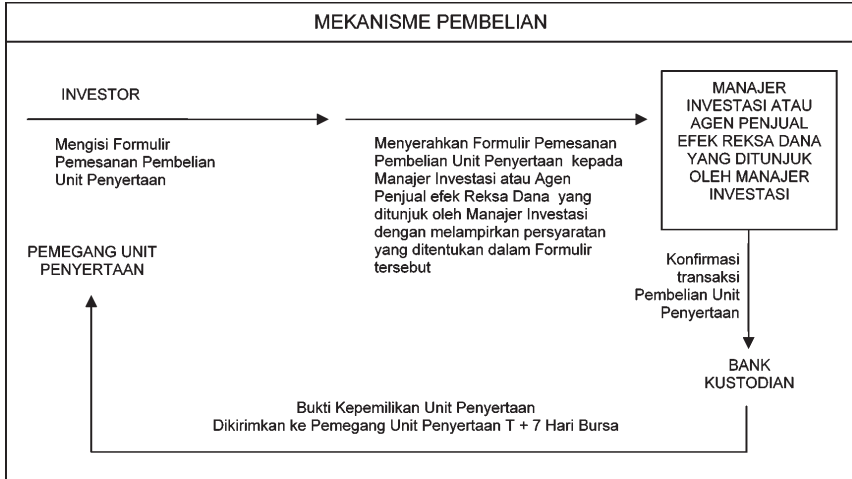 MEKANISME PEMBELIAN
INVESTOR
Mengisi Formulir
Pemesanan Pembelian
Unit Penyertaan
Menyerahkan Formulir Pemesanan
Pembelian Unit Penyertaan kepada
Manajer Investasi atau Agen
Penjual efek Reksa Dana yang
ditunjuk oleh Manajer Investasi
dengan melampirkan persyaratan
yang ditentukan dalam Formulir
tersebut
MANAJER
INVESTASI ATAU
AGEN PENJUAL
EFEK REKSA DANA
YANG DITUNJUK
OLEH MANAJER
INVESTASI
Konfirmasi
transaksi
Pembelian Unit
Penyertaan
BANK
KUSTODIAN
Bukti Kepemilikan Unit Penyertaan
Dikirimkan ke Pemegang Unit Penyertaan T + 7 Hari Bursa
PEMEGANG UNIT
PENYERTAAN